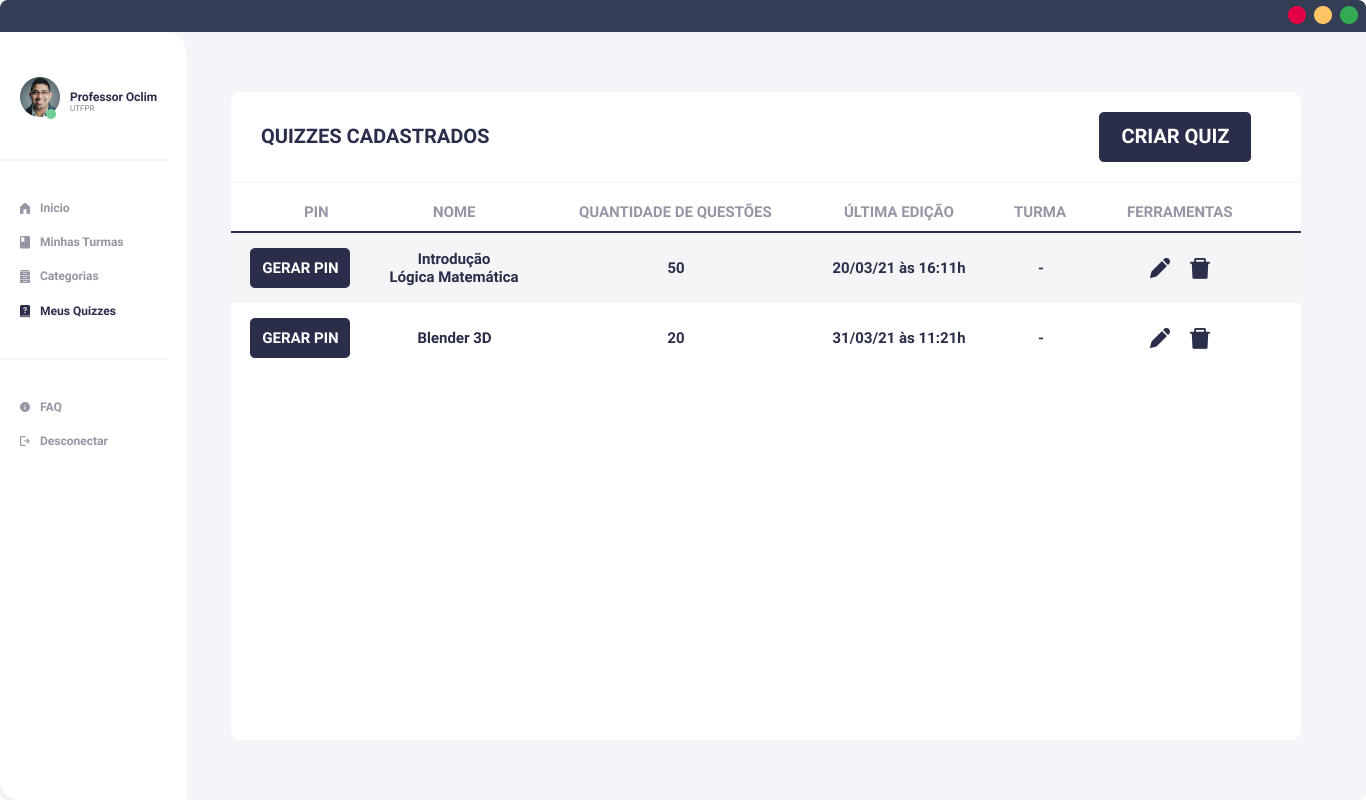 Professor Oclim
UTFPR
Inicio
Minhas Turmas
Categorias
Meus Quizzes
FAQ
Desconectar
QUIZZES CADASTRADOS
CRIAR QUIZ
PIN NOME QUANTIDADE DE QUESTÕES ÚLTIMA EDIÇÃO TURMA FERRAMENTAS
GERAR PIN
Introdução
Lógica Matemática
50
20/03/21 às 16:11h
-
GERAR PIN
Blender 3D
20
31/03/21 às 11:21h
-